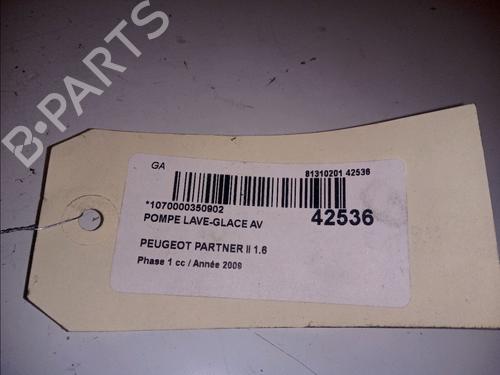 B-PARTS
GA
81310201 42536
*1070000350902
42536
POMPE LAVE-GLACE AV
PEUGEOT PARTNER II 1.6
Phase 1 cc / Année 2009